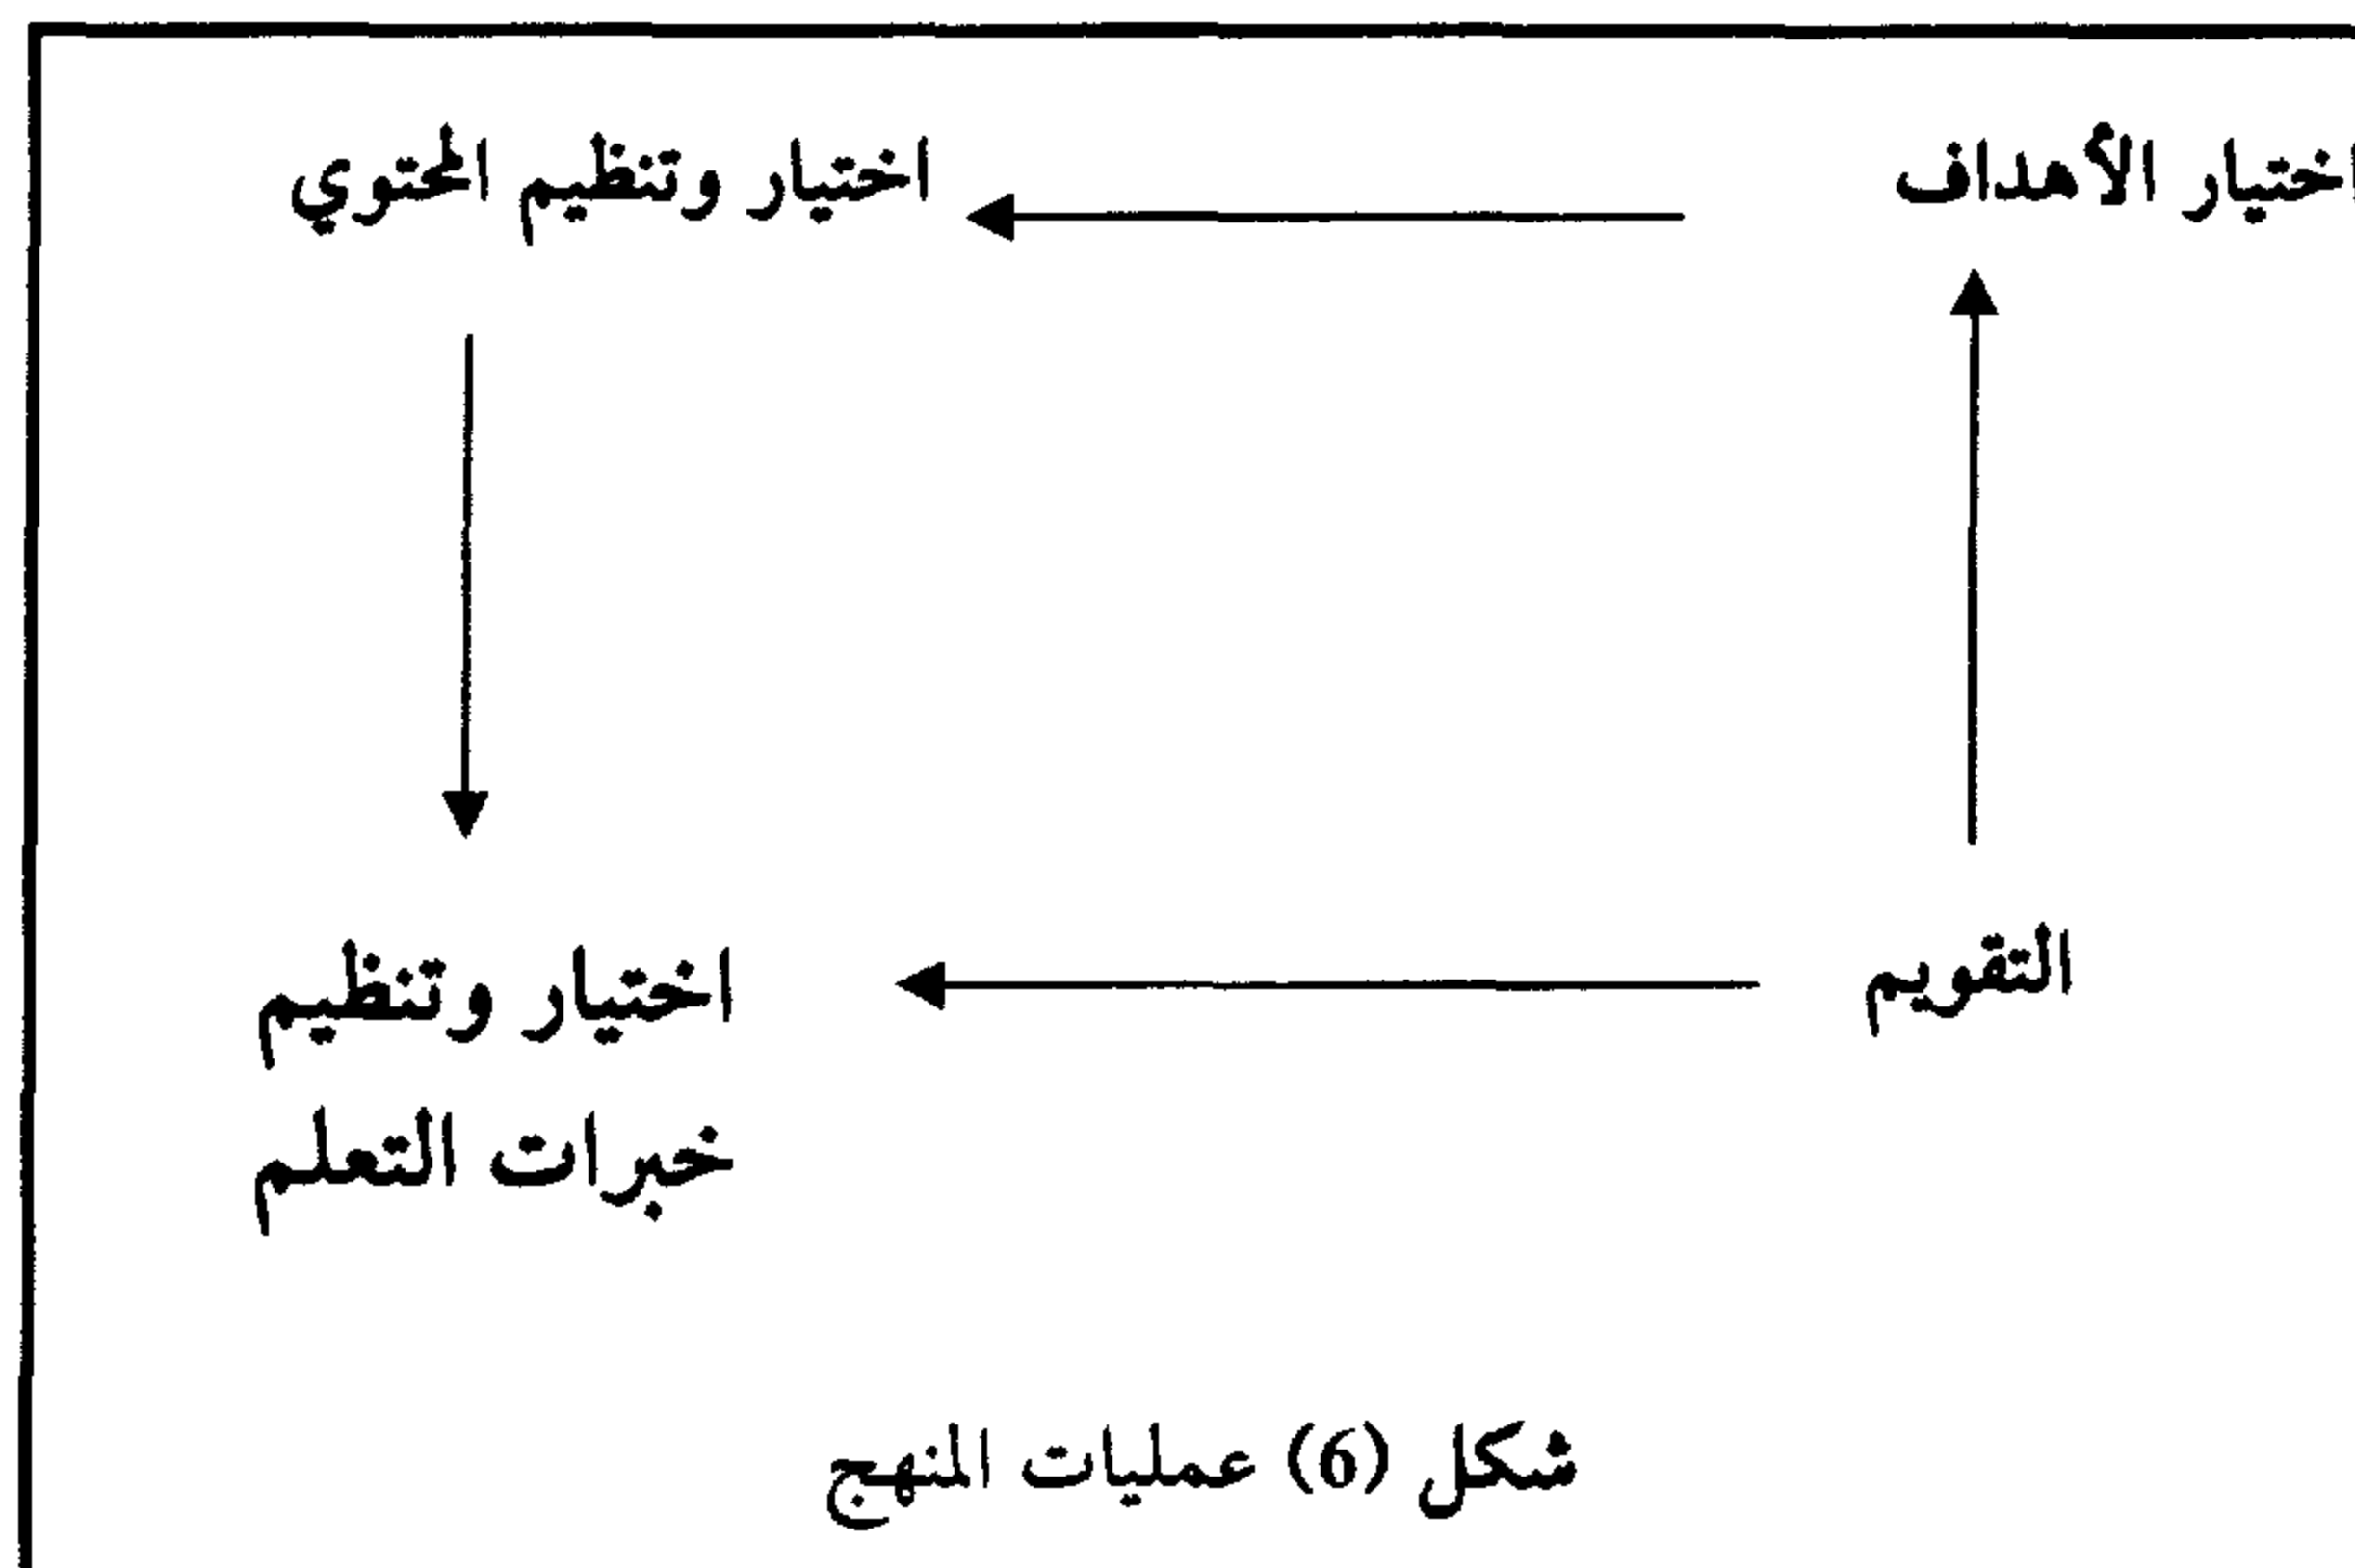 اختيار الأهداف
اختيار وتنظيم المحتوي
التقويم
اختيار وتنظيم
خبرات التعلم
شكل (6) عمليات المنهج